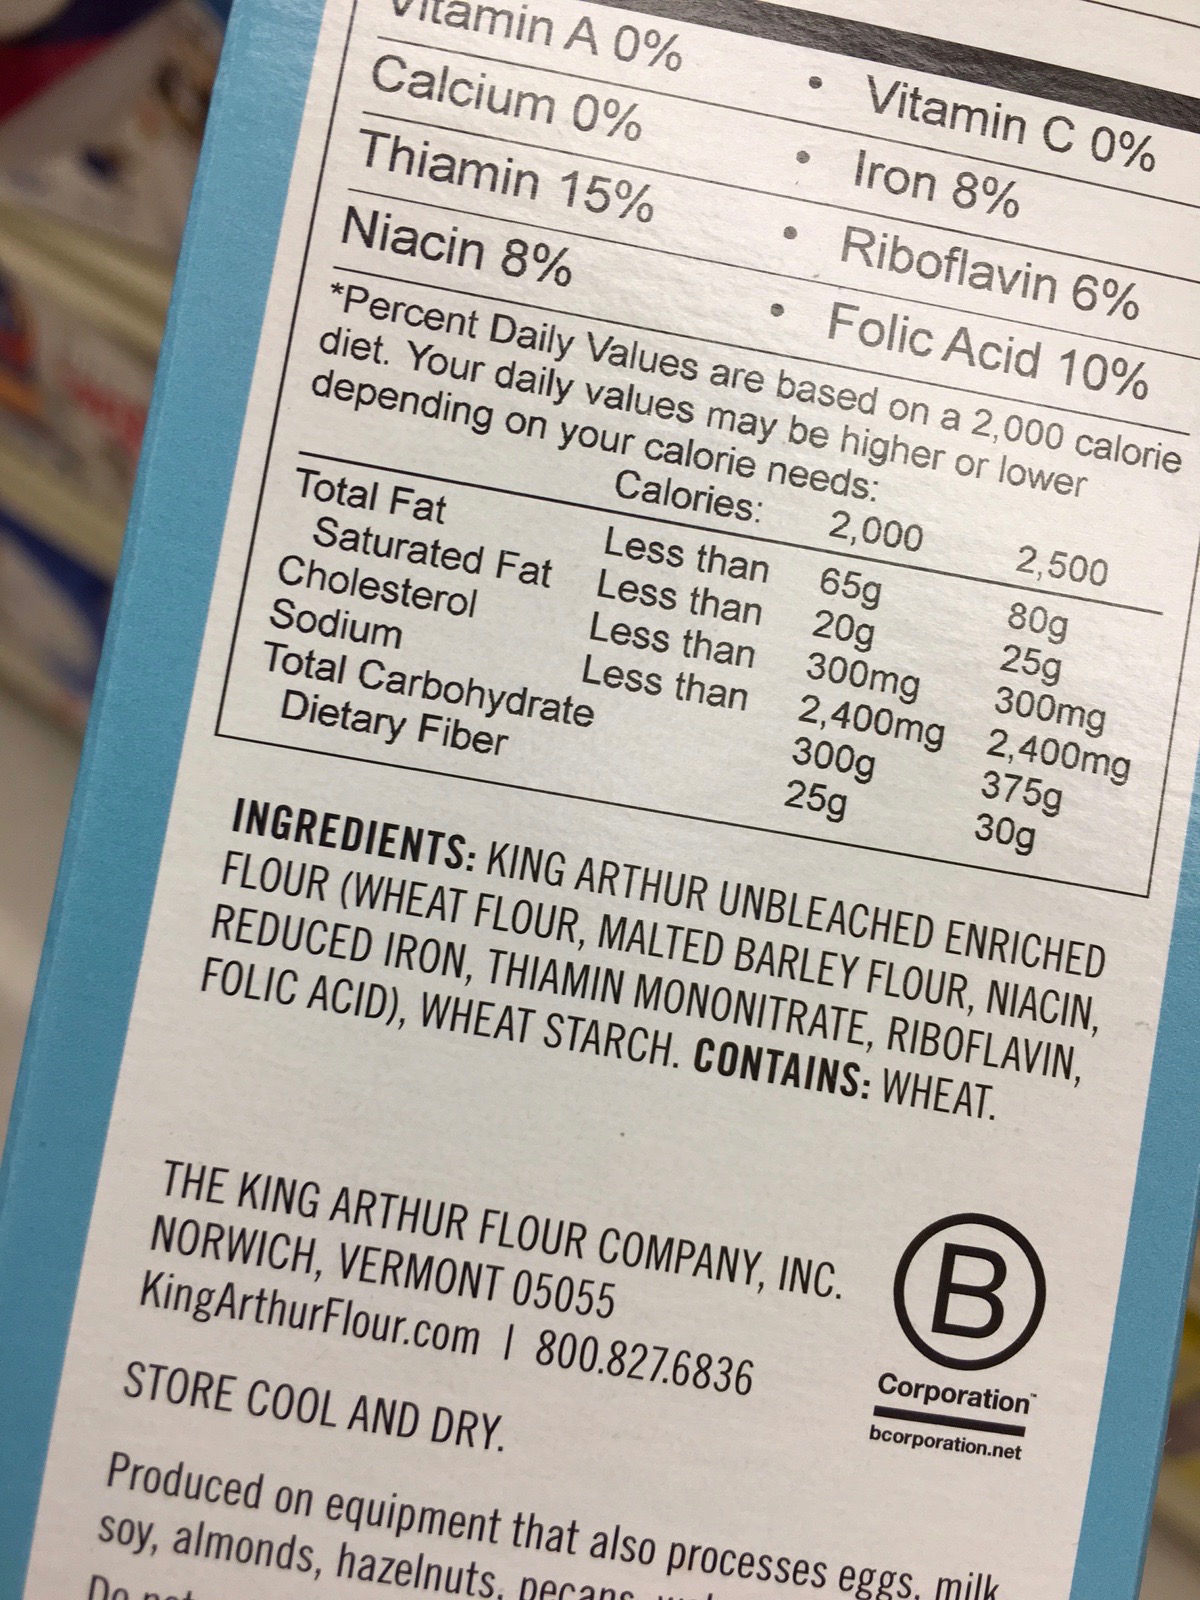 Vitamin A 0% • Vitamin C 0%
Calcium 0% • Iron 8%
Thiamin 15% • Riboflavin 6%
Niacin 8% • Folic Acid 10%
*Percent Daily Values are based on a 2,000 calorie
diet. Your daily values may be higher or lower
depending on your calorie needs:
Calories: 2,000 2,500
Total Fat Less than 65g 80g
Saturated Fat Less than 20g 25g
Cholesterol Less than 300mg 300mg
Sodium Less than 2,400mg 2,400mg
Total Carbohydrate 300g 375g
Dietary Fiber 25g 30g
INGREDIENTS: KING ARTHUR UNBLEACHED ENRICHED
FLOUR (WHEAT FLOUR, MALTED BARLEY FLOUR, NIACIN,
REDUCED IRON, THIAMIN MONONITRATE, RIBOFLAVIN,
FOLIC ACID), WHEAT STARCH. CONTAINS: WHEAT.
THE KING ARTHUR FLOUR COMPANY, INC.
NORWICH, VERMONT 05055
KingArthurFlour.com | 800.827.6836
B
Corporation™
bcorporation.net
STORE COOL AND DRY.
Produced on equipment that also processes eggs, milk
soy, almonds, hazelnuts, pecans
Do not